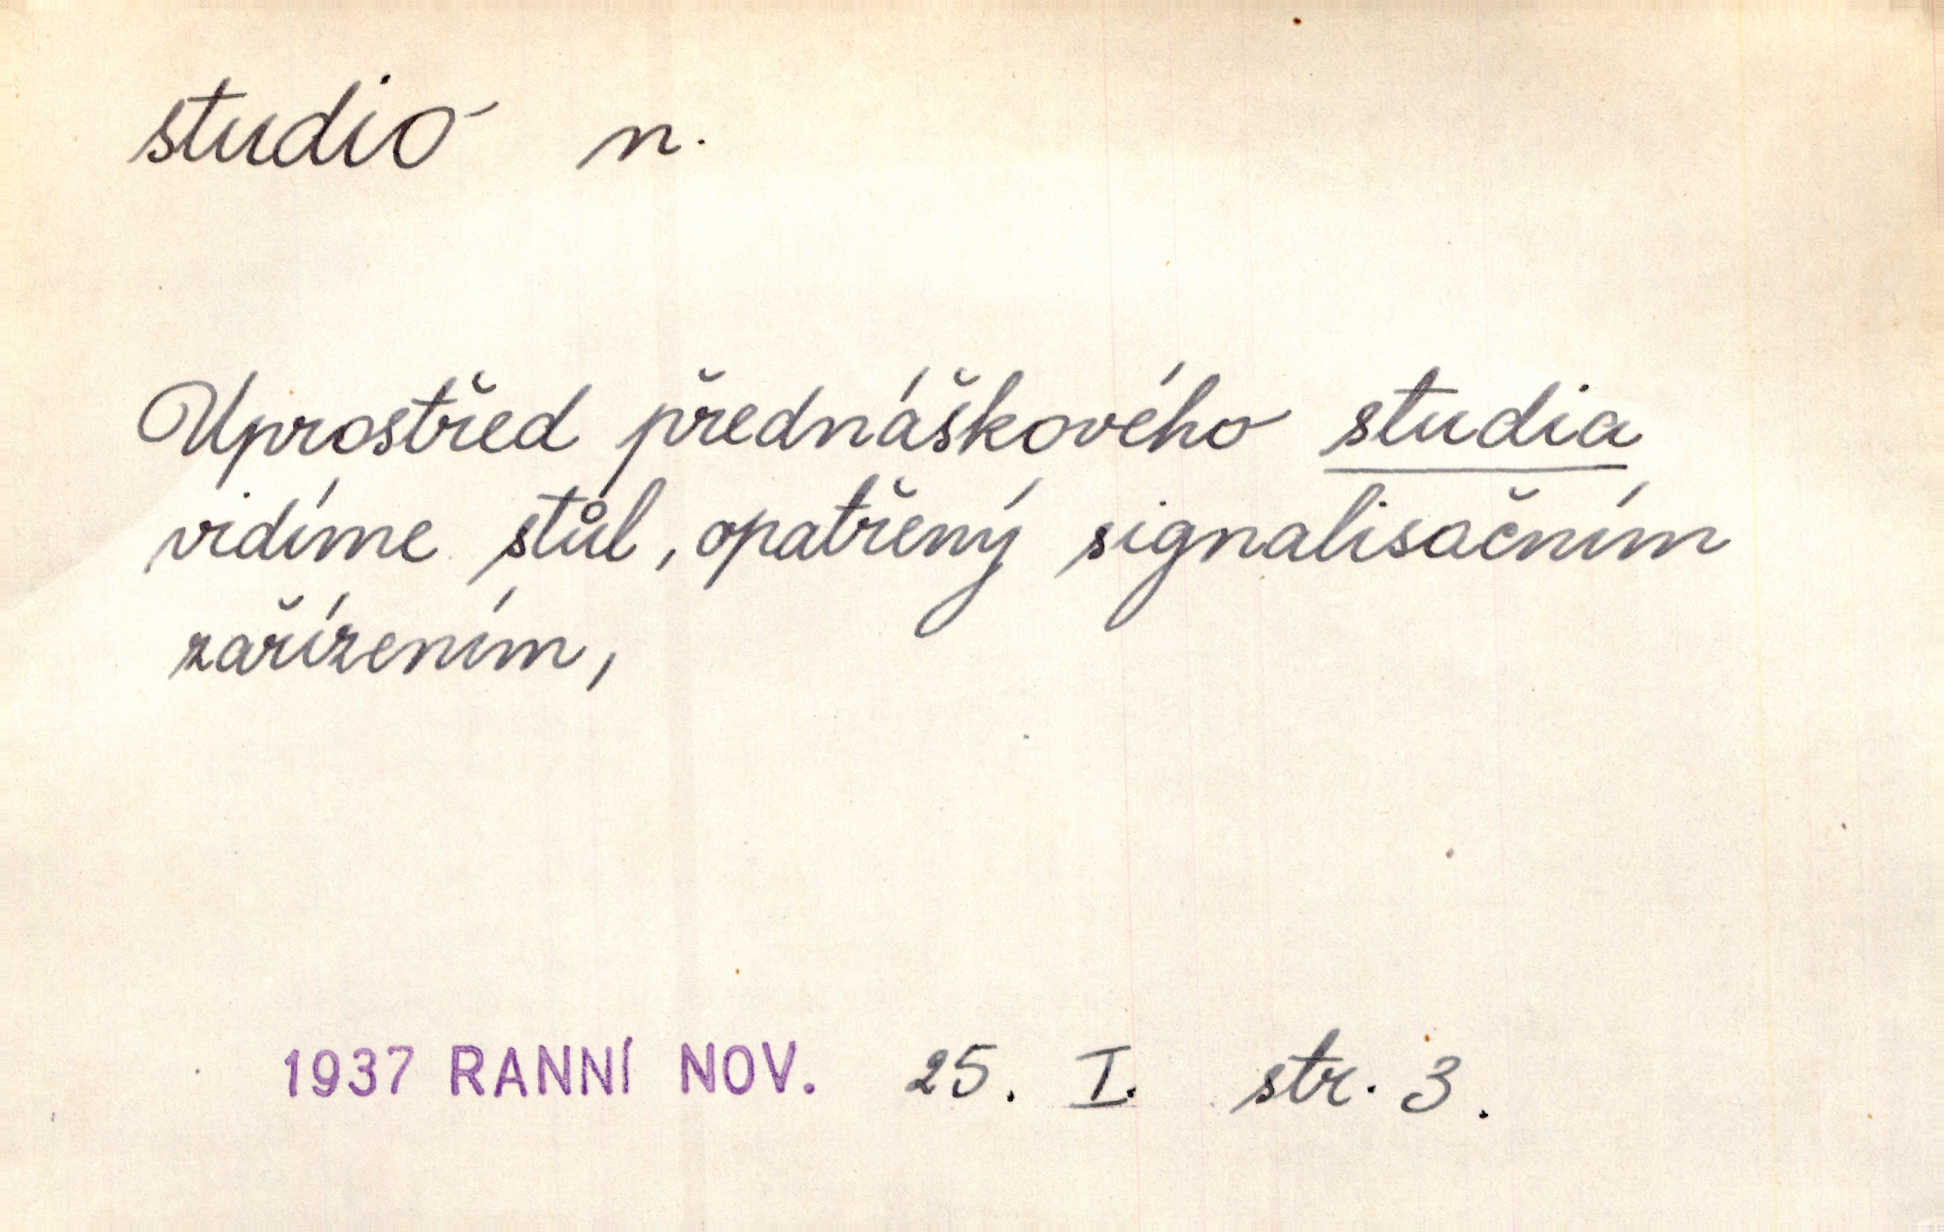 studio n.
Uprostřed přednáškového studia
vidíme stůl, opatřený signalisačním
zařízením,
1937 RANNÍ NOV. 25. I. str. 3.